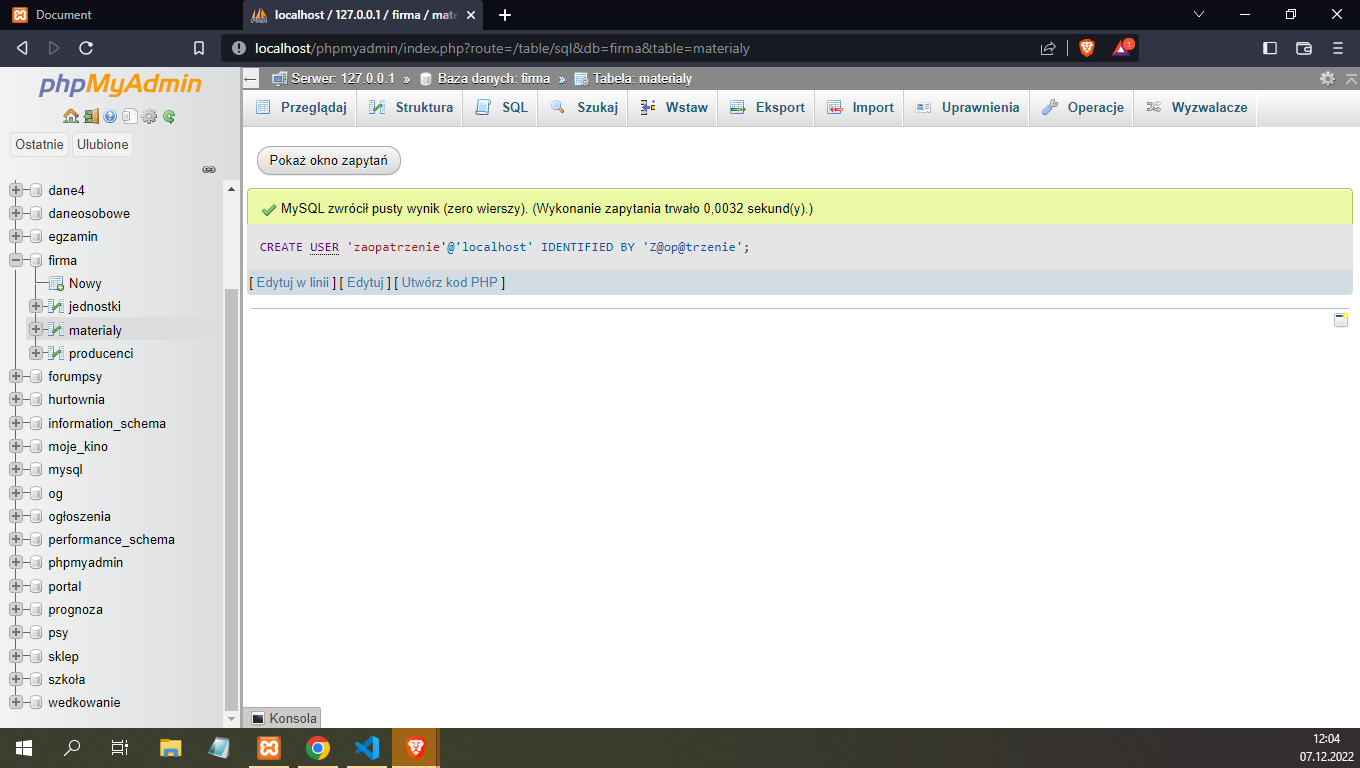 Document
localhost / 127.0.0.1 / firma / mate
localhost/phpmyadmin/index.php?route=/table/sql&db=firma&table=materialy
1
phpMyAdmin
Ostatnie
Ulubione
dane4
daneosobowe
egzamin
firma
Nowy
jednostki
materialy
producenci
forumpsy
hurtownia
information_schema
moje_kino
mysql
og
ogłoszenia
performance_schema
phpmyadmin
portal
prognoza
psy
sklep
szkoła
wedkowanie
Serwer: 127.0.0.1 » Baza danych: firma » Tabela: materialy
Przeglądaj
Struktura
SQL
Szukaj
Wstaw
Eksport
Import
Uprawnienia
Operacje
Wyzwalacze
Pokaż okno zapytań
MySQL zwrócił pusty wynik (zero wierszy). (Wykonanie zapytania trwało 0,0032 sekund(y).)
CREATE USER 'zaopatrzenie'@'localhost' IDENTIFIED BY 'Z@op@trzenie';
[ Edytuj w linii ] [ Edytuj ] [ Utwórz kod PHP ]
Konsola
12:04
07.12.2022